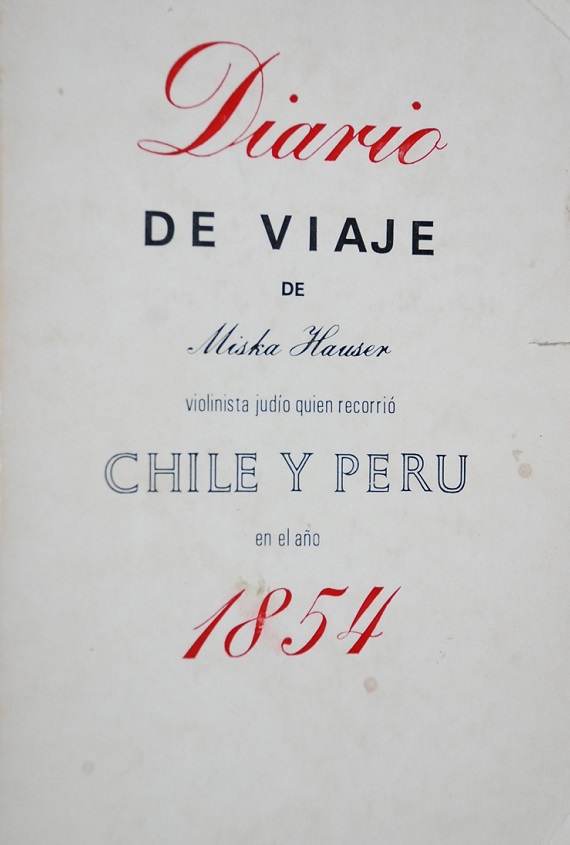 Diario
DE VIAJE
DE
Miska Hauser
violinista judío quien recorrió
CHILE Y PERU
en el año
1854